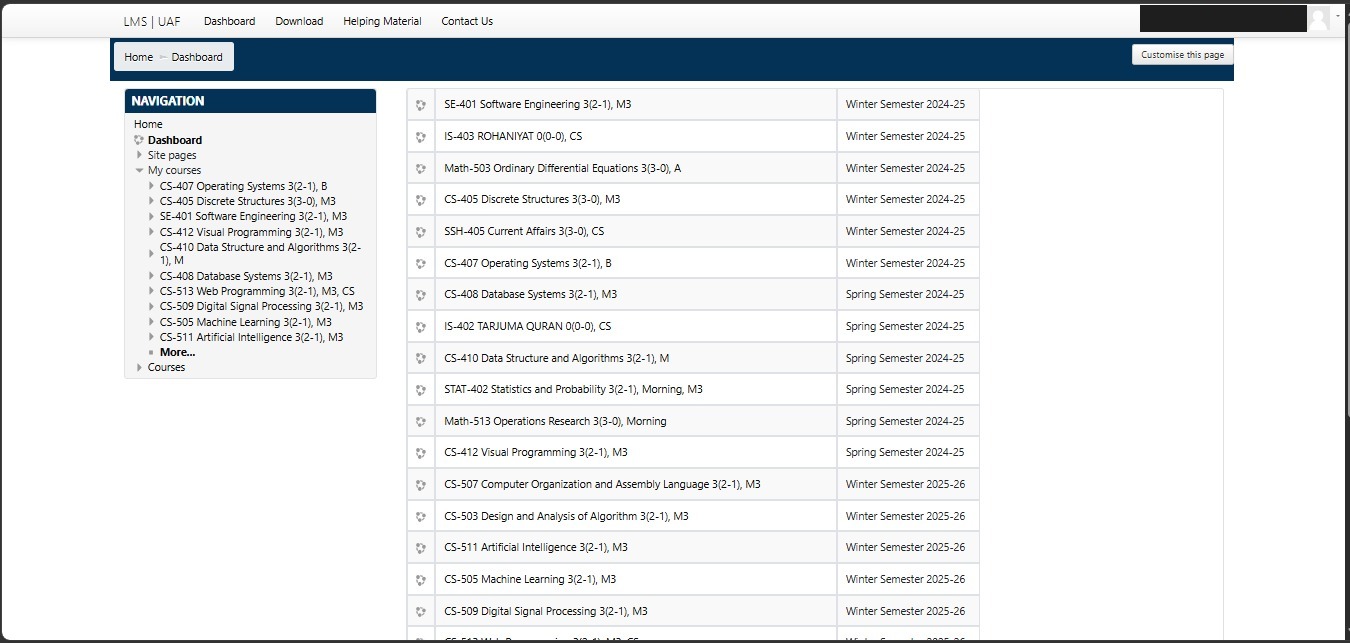 LMS | UAF Dashboard Download Helping Material Contact Us
Home Dashboard
Customise this page
NAVIGATION
Home
Dashboard
Site pages
My courses
CS-407 Operating Systems 3(2-1), B
CS-405 Discrete Structures 3(3-0), M3
SE-401 Software Engineering 3(2-1), M3
CS-412 Visual Programming 3(2-1), M3
CS-410 Data Structure and Algorithms 3(2-
1), M
CS-408 Database Systems 3(2-1), M3
CS-513 Web Programming 3(2-1), M3, CS
CS-509 Digital Signal Processing 3(2-1), M3
CS-505 Machine Learning 3(2-1), M3
CS-511 Artificial Intelligence 3(2-1), M3
More...
Courses
SE-401 Software Engineering 3(2-1), M3 Winter Semester 2024-25
IS-403 ROHANIYAT 0(0-0), CS Winter Semester 2024-25
Math-503 Ordinary Differential Equations 3(3-0), A Winter Semester 2024-25
CS-405 Discrete Structures 3(3-0), M3 Winter Semester 2024-25
SSH-405 Current Affairs 3(3-0), CS Winter Semester 2024-25
CS-407 Operating Systems 3(2-1), B Winter Semester 2024-25
CS-408 Database Systems 3(2-1), M3 Spring Semester 2024-25
IS-402 TARJUMA QURAN 0(0-0), CS Spring Semester 2024-25
CS-410 Data Structure and Algorithms 3(2-1), M Spring Semester 2024-25
STAT-402 Statistics and Probability 3(2-1), Morning, M3 Spring Semester 2024-25
Math-513 Operations Research 3(3-0), Morning Spring Semester 2024-25
CS-412 Visual Programming 3(2-1), M3 Spring Semester 2024-25
CS-507 Computer Organization and Assembly Language 3(2-1), M3 Winter Semester 2025-26
CS-503 Design and Analysis of Algorithm 3(2-1), M3 Winter Semester 2025-26
CS-511 Artificial Intelligence 3(2-1), M3 Winter Semester 2025-26
CS-505 Machine Learning 3(2-1), M3 Winter Semester 2025-26
CS-509 Digital Signal Processing 3(2-1), M3 Winter Semester 2025-26